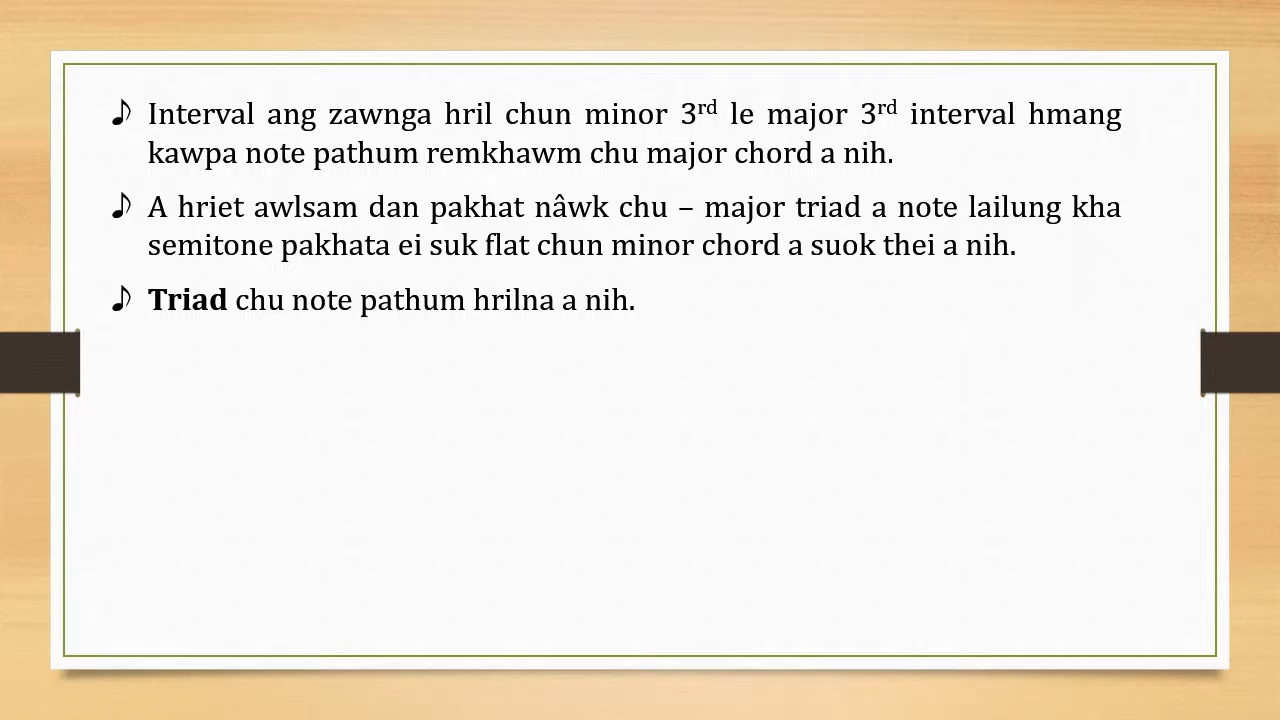 ♪ Interval ang zawnga hril chun minor 3rd le major 3rd interval hmang
kawpa note pathum remkhawm chu major chord a nih.
♪ A hriet awlsam dan pakhat nâwk chu – major triad a note lailung kha
semitone pakhata ei suk flat chun minor chord a suok thei a nih.
♪ Triad chu note pathum hrilna a nih.